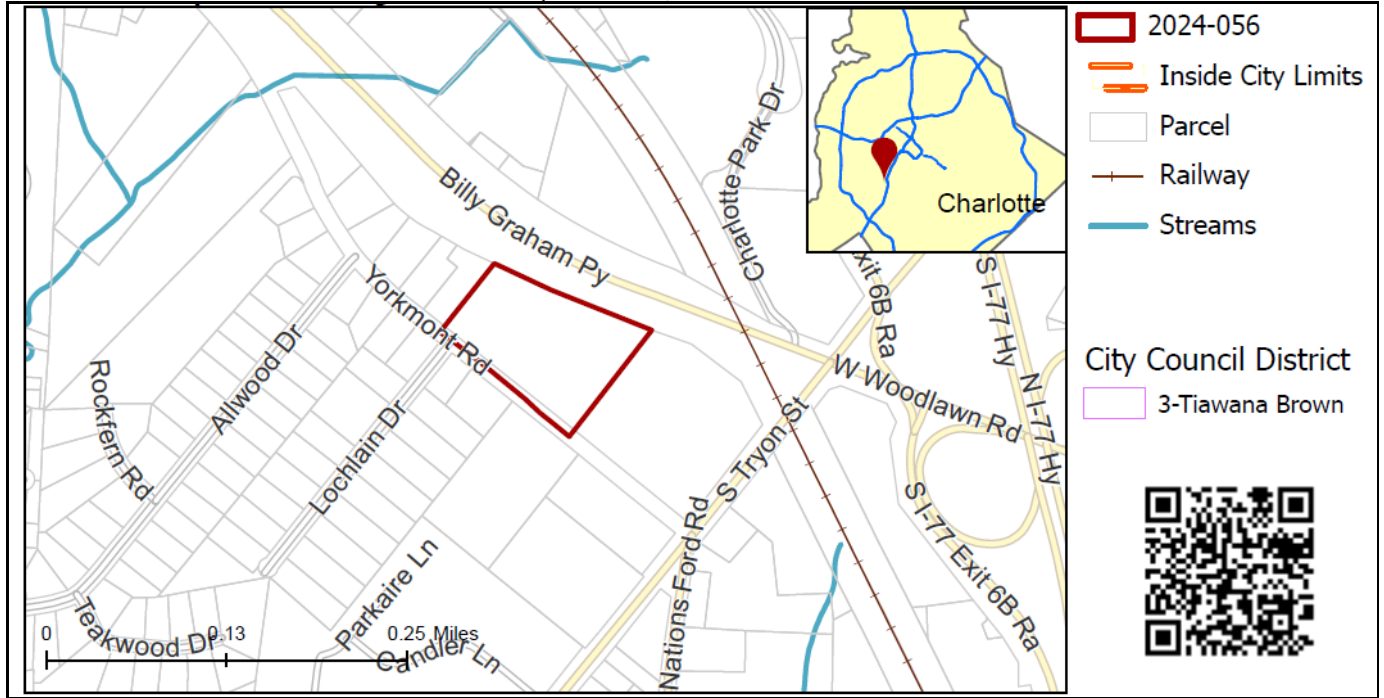 Billy Graham Py
Charlotte Park Dr
Yorkmont Rd
Allwood Dr
Rockfern Rd
Lochlain Dr
Teakwood Dr
Parkaire Ln
Candler Ln
Nations Ford Rd
S Tryon St
W Woodlawn Rd
Exit 6B Ra
S I-77 Hy
N I-77 Hy
S I-77 Exit 6B Ra
0
0.13
0.25 Miles
Charlotte
2024-056
Inside City Limits
Parcel
Railway
Streams
City Council District
3-Tiawana Brown